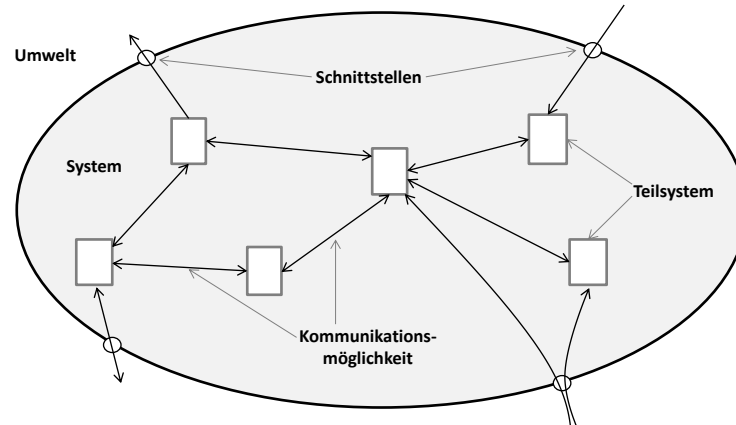 Umwelt
Schnittstellen
System
Teilsystem
Kommunikations-
möglichkeit